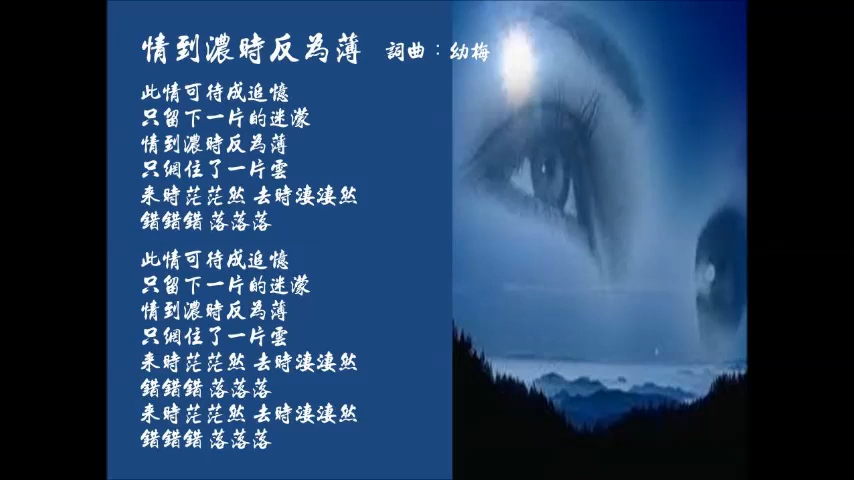 情到濃時反為薄 詞曲：幼梅
此情可待成追憶
只留下一片的迷濛
情到濃時反為薄
只網住了一片雲
来時茫茫然 去時淒淒然
錯錯錯 落落落
此情可待成追憶
只留下一片的迷濛
情到濃時反為薄
只網住了一片雲
来時茫茫然 去時淒淒然
錯錯錯 落落落
来時茫茫然 去時淒淒然
錯錯錯 落落落